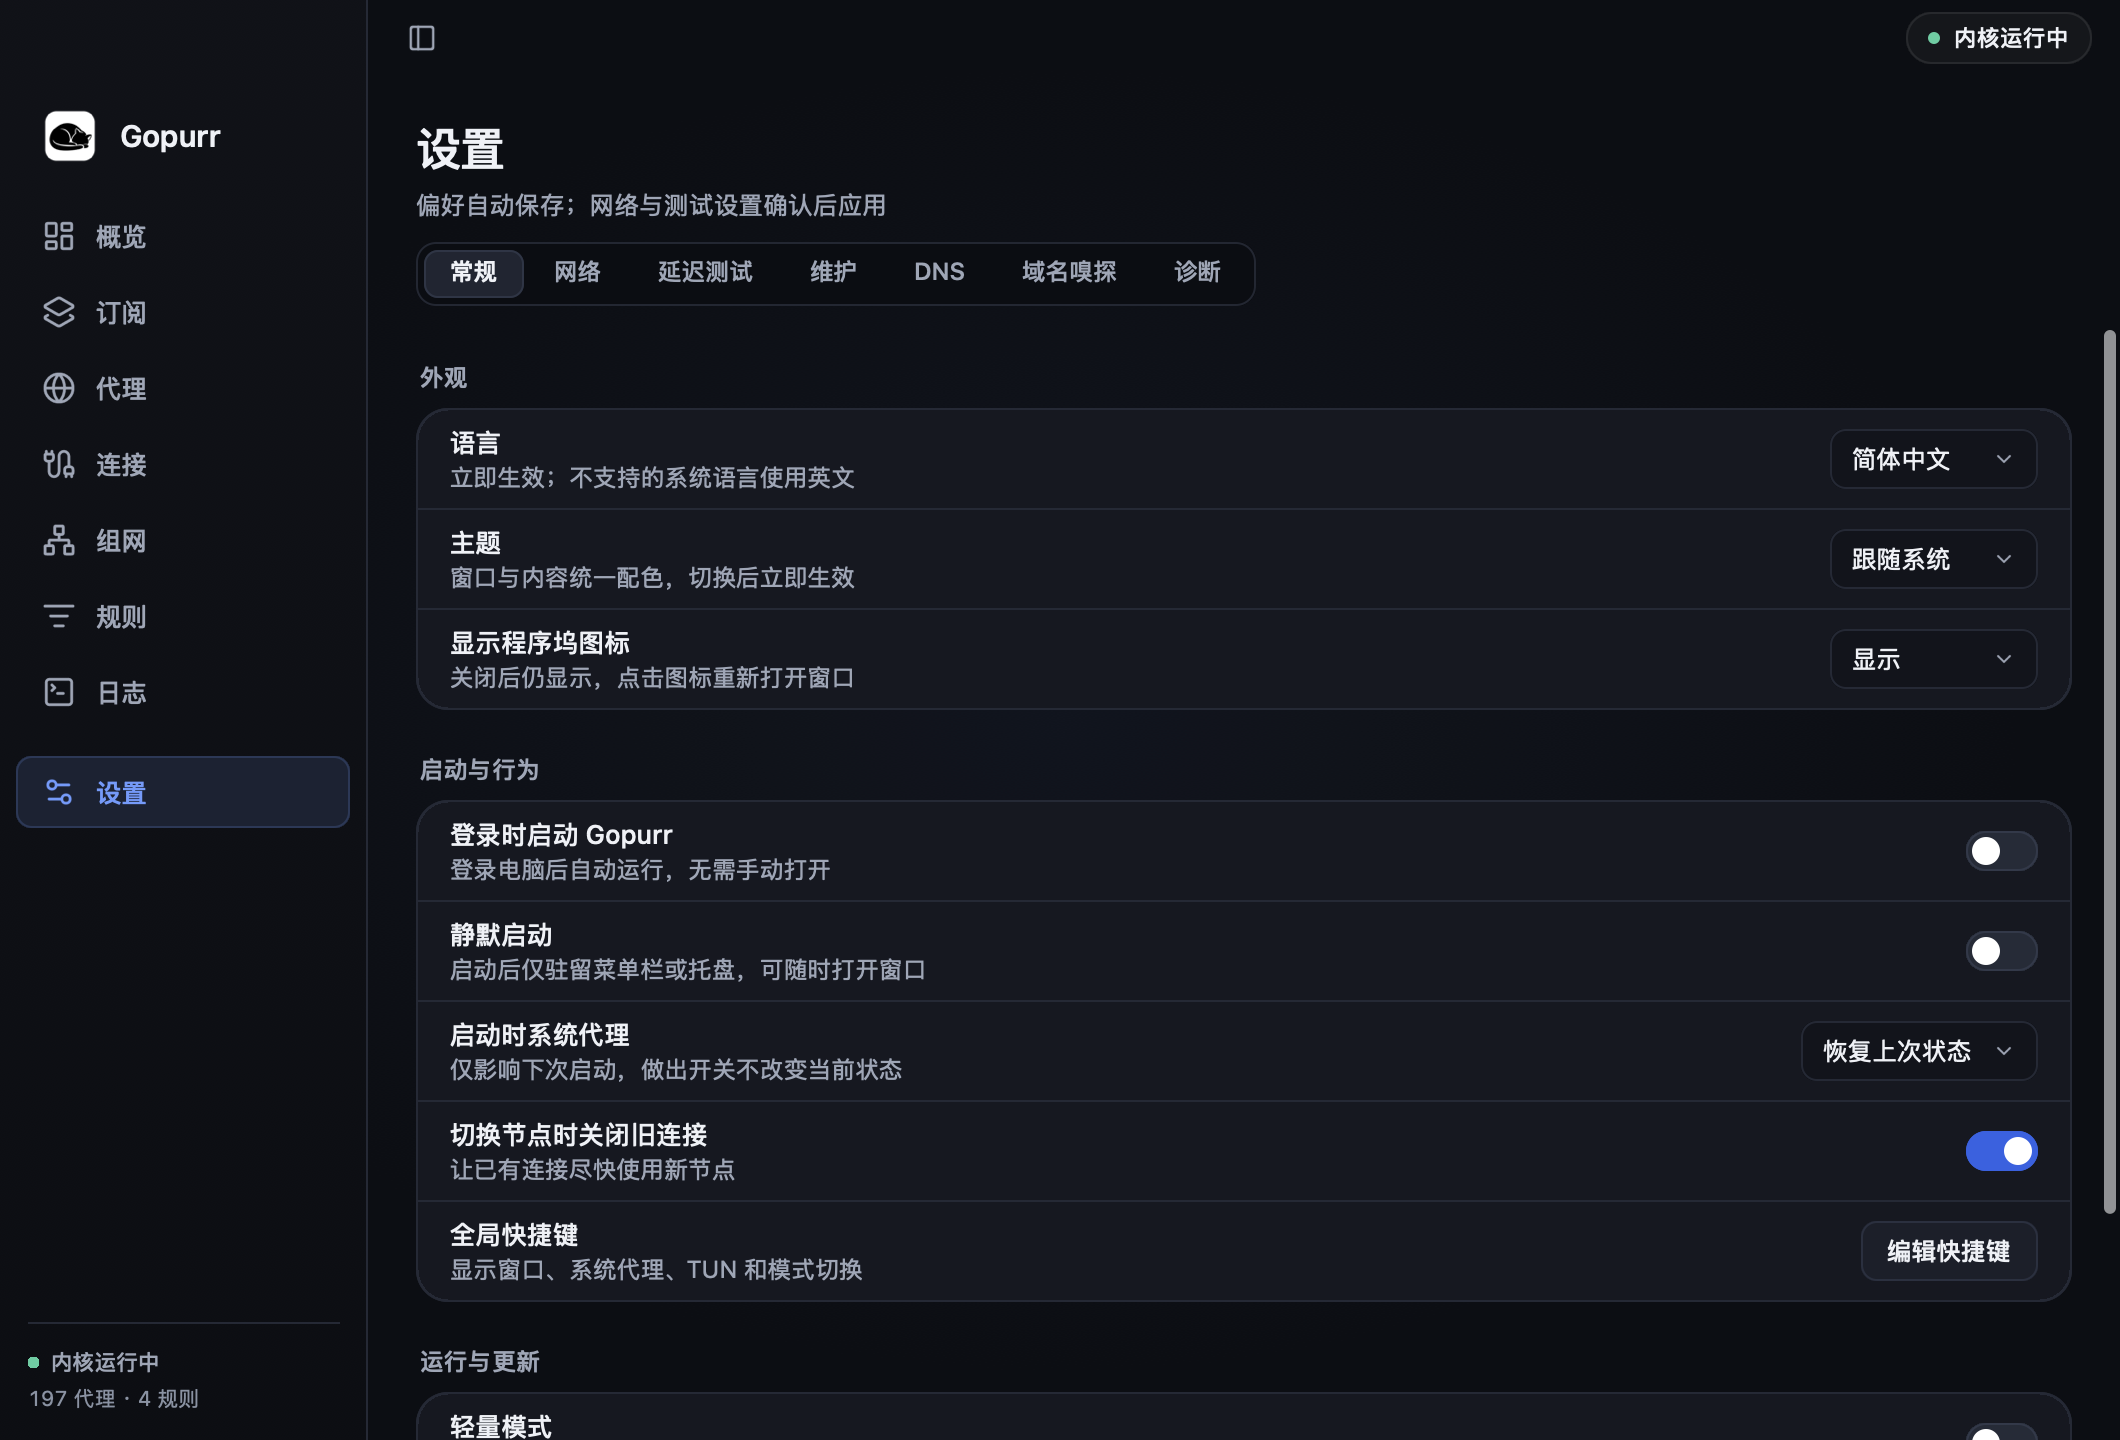 内核运行中
Gopurr
概览
订阅
代理
连接
组网
规则
日志
设置
内核运行中
197 代理 · 4 规则
设置
偏好自动保存；网络与测试设置确认后应用
常规 网络 延迟测试 维护 DNS 域名嗅探 诊断
外观
语言
立即生效；不支持的系统语言使用英文
简体中文
主题
窗口与内容统一配色，切换后立即生效
跟随系统
显示程序坞图标
关闭后仍显示，点击图标重新打开窗口
显示
启动与行为
登录时启动 Gopurr
登录电脑后自动运行，无需手动打开
静默启动
启动后仅驻留菜单栏或托盘，可随时打开窗口
启动时系统代理
仅影响下次启动，做出开关不改变当前状态
恢复上次状态
切换节点时关闭旧连接
让已有连接尽快使用新节点
全局快捷键
显示窗口、系统代理、TUN 和模式切换
编辑快捷键
运行与更新
轻量模式